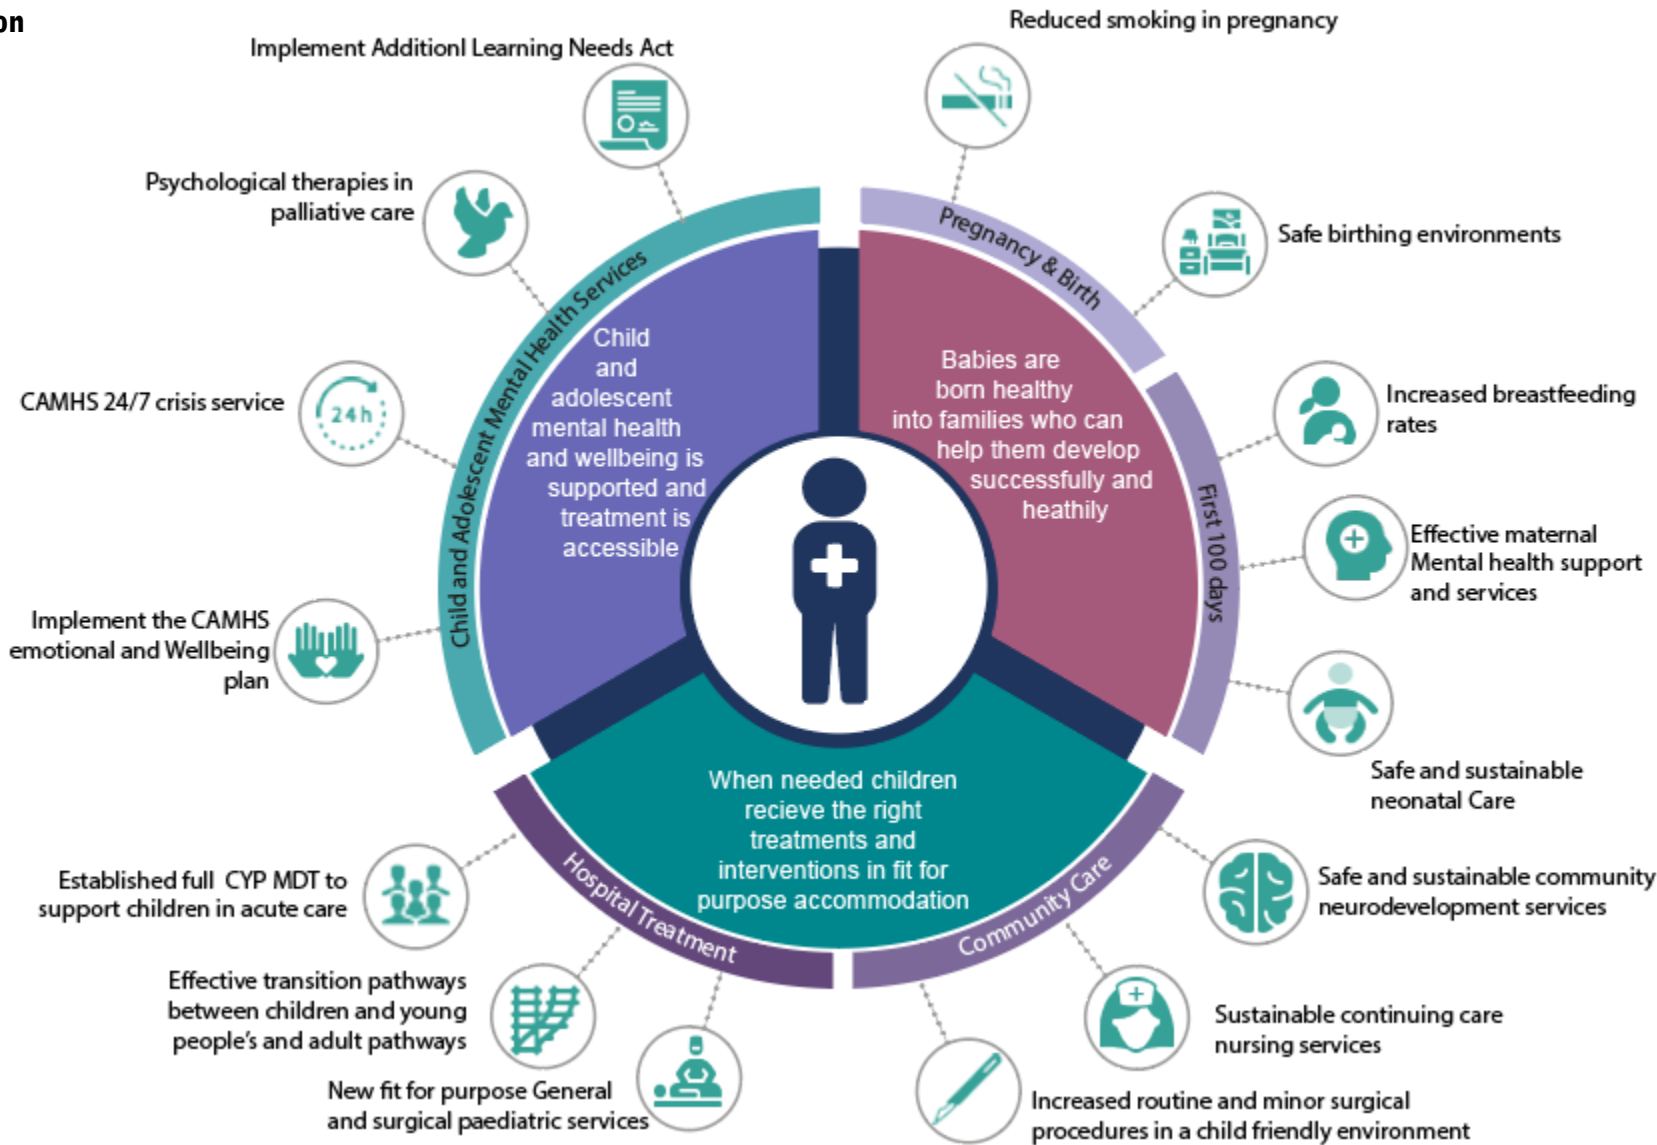 on
Implement Additionl Learning Needs Act
Reduced smoking in pregnancy
Psychological therapies in
palliative care
Safe birthing environments
CAMHS 24/7 crisis service
24h
Increased breastfeeding
rates
Effective maternal
Mental health support
and services
Implement the CAMHS
emotional and Wellbeing
plan
Safe and sustainable
neonatal Care
Child and Adolescent Mental Health Services
Pregnancy & Birth
First 100 days
Child
and
adolescent
mental health
and wellbeing is
supported and
treatment is
accessible
Babies are
born healthy
into families who can
help them develop
successfully and
heathily
When needed children
recieve the right
treatments and
interventions in fit for
purpose accommodation
Hospital Treatment
Community Care
Established full CYP MDT to
support children in acute care
Safe and sustainable community
neurodevelopment services
Effective transition pathways
between children and young
people's and adult pathways
Sustainable continuing care
nursing services
New fit for purpose General
and surgical paediatric services
Increased routine and minor surgical
procedures in a child friendly environment